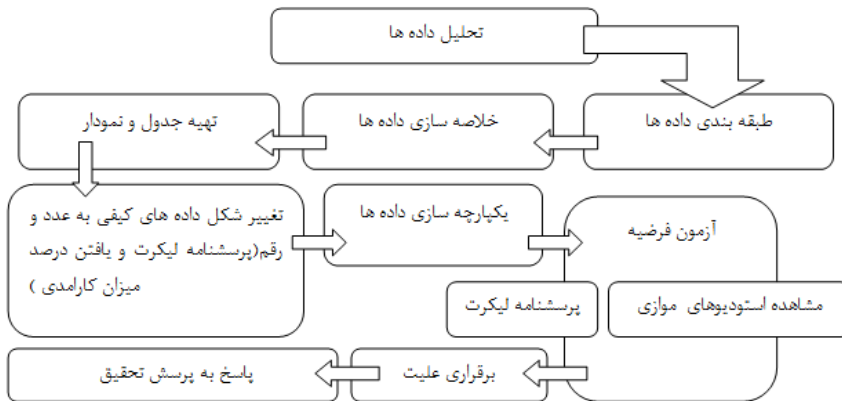 تحلیل داده ها
طبقه بندی داده ها
خلاصه سازی داده ها
تهیه جدول و نمودار
تغییر شکل داده های کیفی به عدد و
رقم(پرسشنامه لیکرت و یافتن درصد
میزان کارامدی )
یکپارچه سازی داده ها
آزمون فرضیه
مشاهده استودیوهای موازی
پرسشنامه لیکرت
برقراری علیت
پاسخ به پرسش تحقیق